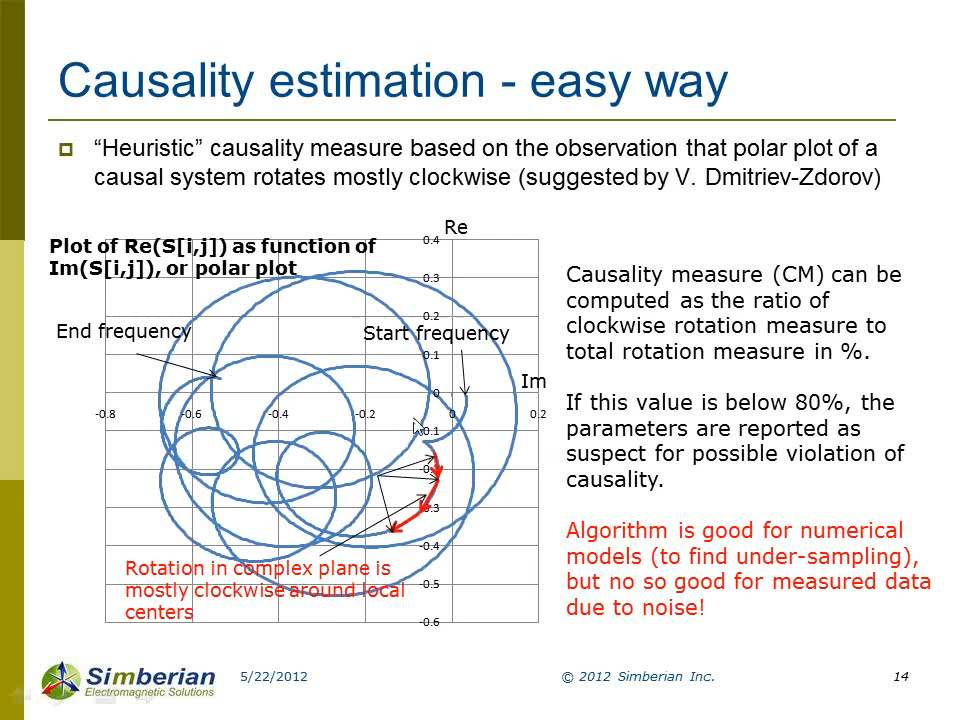 Causality estimation - easy way
“Heuristic” causality measure based on the observation that polar plot of a
causal system rotates mostly clockwise (suggested by V. Dmitriev-Zdorov)
Re
Plot of Re(S[i,j]) as function of
Im(S[i,j]), or polar plot
0.4
0.3
0.2
End frequency
Start frequency
0.1
Im
0
-0.8 -0.6 -0.4 -0.2 0 0.2
-0.1
-0.4
-0.5
-0.6
Rotation in complex plane is
mostly clockwise around local
centers
Causality measure (CM) can be
computed as the ratio of
clockwise rotation measure to
total rotation measure in %.
If this value is below 80%, the
parameters are reported as
suspect for possible violation of
causality.
Algorithm is good for numerical
models (to find under-sampling),
but no so good for measured data
due to noise!
Simberian
Electromagnetic Solutions
5/22/2012
© 2012 Simberian Inc.
14